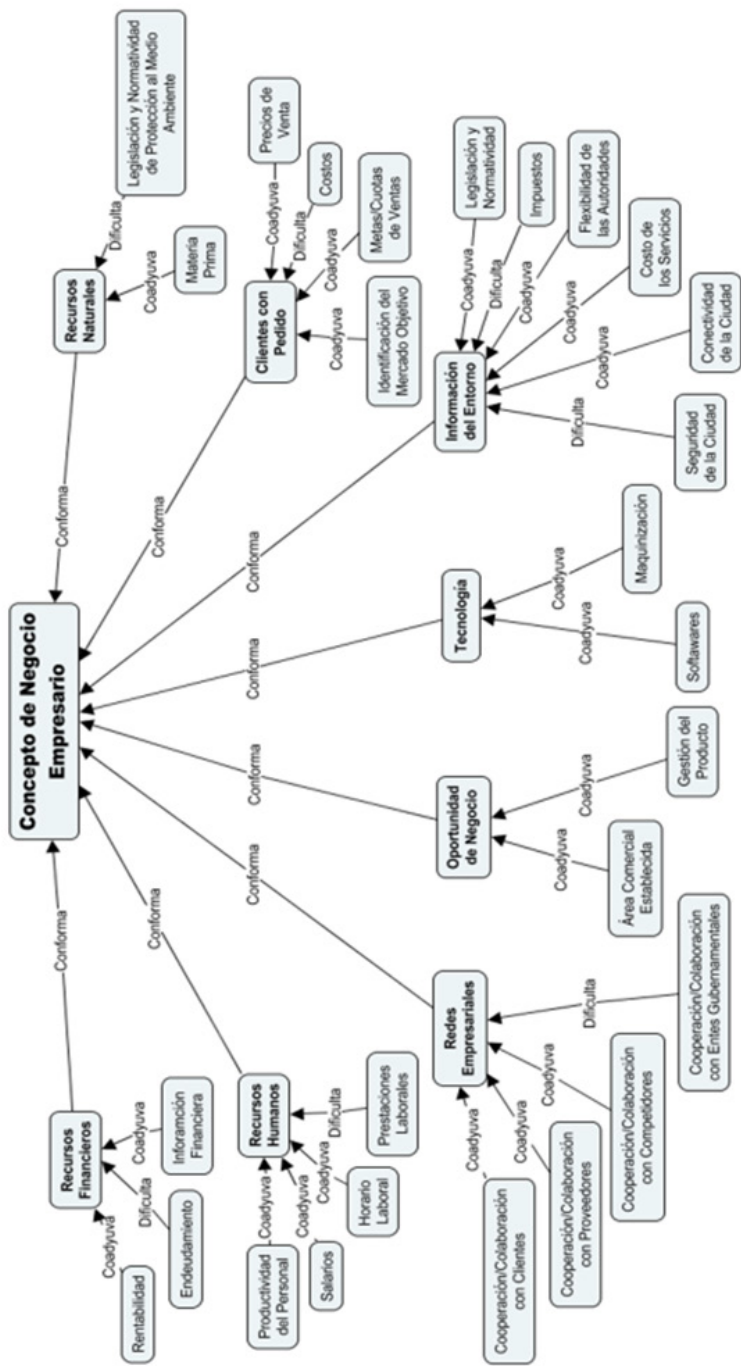 Concepto de Negocio
Empresario
Conforma
Conforma
Conforma
Conforma
Conforma
Conforma
Conforma
Conforma
Recursos
Financieros
Coadyuva
Dificulta
Coadyuva
Rentabilidad
Endeudamiento
Inforamción
Financiera
Recursos
Humanos
Coadyuva
Coadyuva
Coadyuva
Dificulta
Productividad
del Personal
Salarios
Horario
Laboral
Prestaciones
Laborales
Redes
Empresariales
Coadyuva
Coadyuva
Coadyuva
Dificulta
Cooperación/Colaboración
con Clientes
Cooperación/Colaboración
con Proveedores
Cooperación/Colaboración
con Competidores
Cooperación/Colaboración
con Entes Gubernamentales
Oportunidad
de Negocio
Coadyuva
Coadyuva
Área Comercial
Establecida
Gestión del
Producto
Tecnología
Coadyuva
Coadyuva
Softawares
Maquinización
Información
del Entorno
Dificulta
Coadyuva
Coadyuva
Coadyuva
Dificulta
Coadyuva
Seguridad
de la Ciudad
Conectividad
de la Ciudad
Costo de
los Servicios
Flexibilidad de
las Autoridades
Impuestos
Legislación y
Normatividad
Clientes con
Pedido
Coadyuva
Coadyuva
Dificulta
Coadyuva
Identificación del
Mercado Objetivo
Metas/Cuotas
de Ventas
Costos
Precios de
Venta
Recursos
Naturales
Coadyuva
Dificulta
Materia
Prima
Legislación y Normatividad
de Protección al Medio
Ambiente